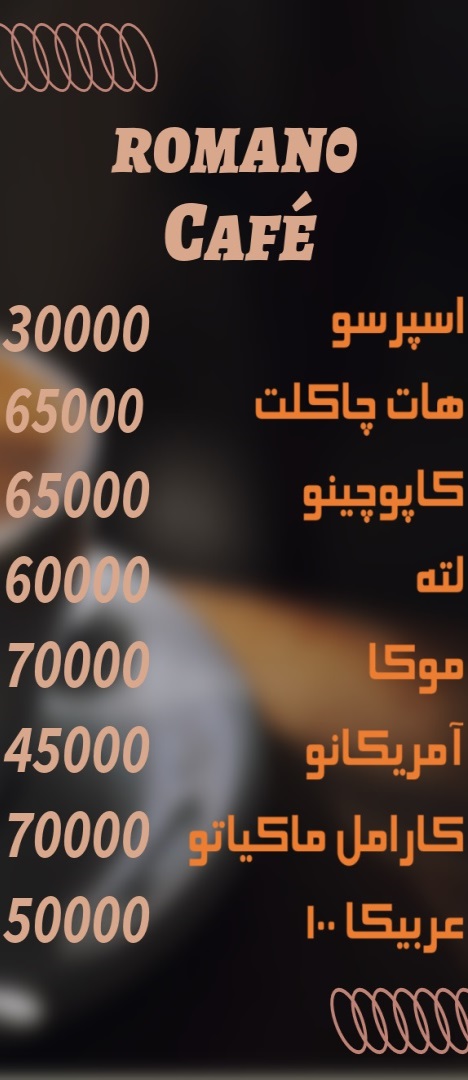 ROMANO
CAFÉ
اسپرسو 30000
هات چاکلت 65000
کاپوچینو 65000
لته 60000
موکا 70000
آمریکانو 45000
کارامل ماکیاتو 70000
عربیکا ۱۰۰ 50000